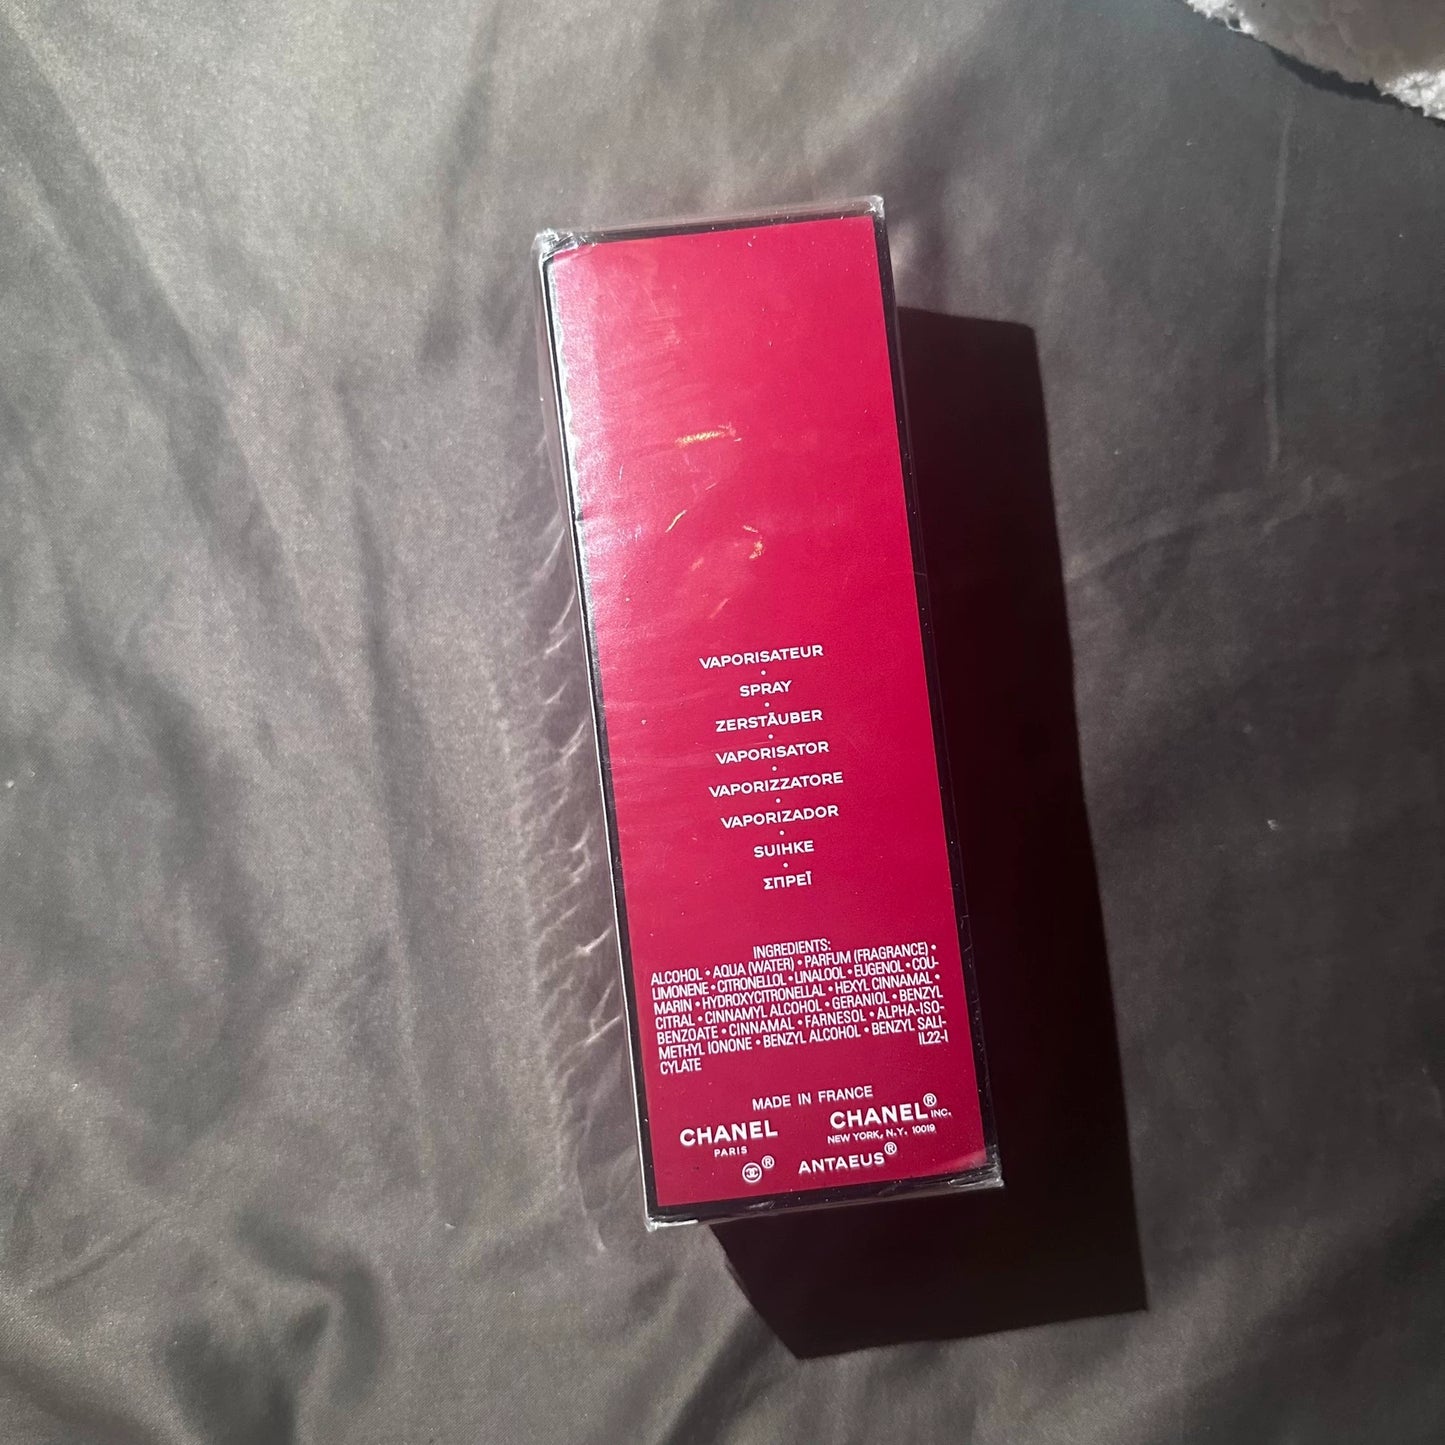 VAPORISATEUR
•
SPRAY
•
ZERSTÄUBER
•
VAPORISATOR
•
VAPORIZZATORE
•
VAPORIZADOR
•
SUIHKE
•
ΣΠΡΕΪ
INGREDIENTS:
ALCOHOL • AQUA (WATER) • PARFUM (FRAGRANCE) •
LIMONENE • CITRONELLOL • LINALOOL • EUGENOL • COU-
MARIN • HYDROXYCITRONELLAL • HEXYL CINNAMAL •
CITRAL • CINNAMYL ALCOHOL • GERANIOL • BENZYL
BENZOATE • CINNAMAL • FARNESOL • ALPHA-ISO-
METHYL IONONE • BENZYL ALCOHOL • BENZYL SALI-
CYLATE IL22-I
MADE IN FRANCE
CHANEL CHANEL® INC.
PARIS NEW YORK, N.Y. 10019
® ANTAEUS®